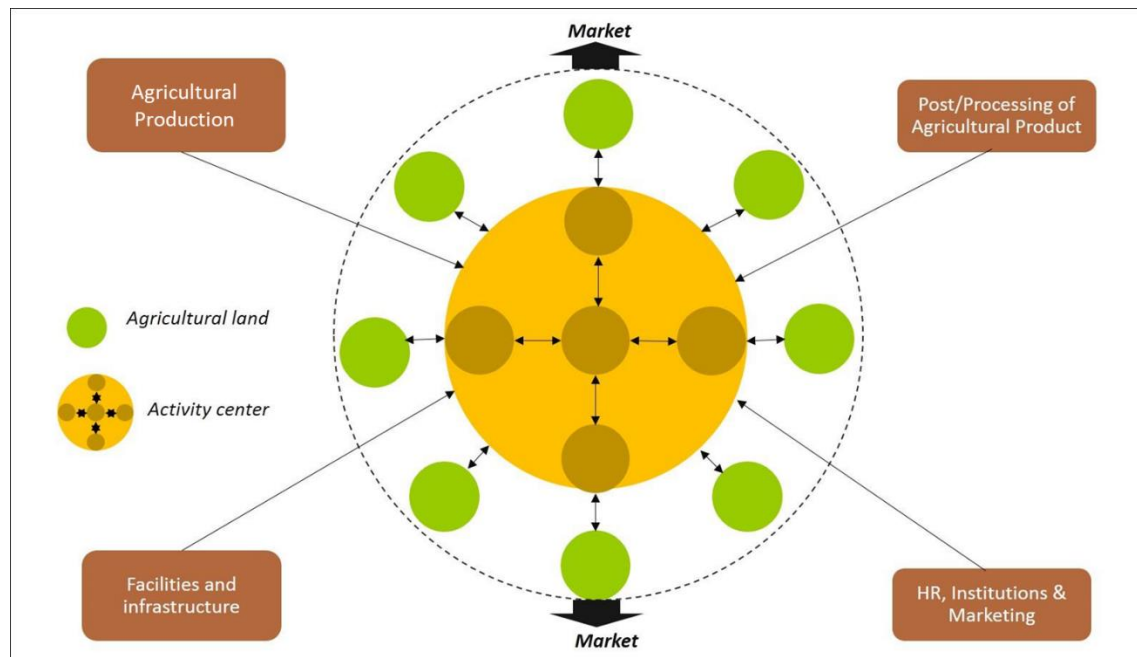 Market
Agricultural
Production
Post/Processing of
Agricultural Product
Agricultural land
Activity center
Facilities and
infrastructure
HR, Institutions &
Marketing
Market